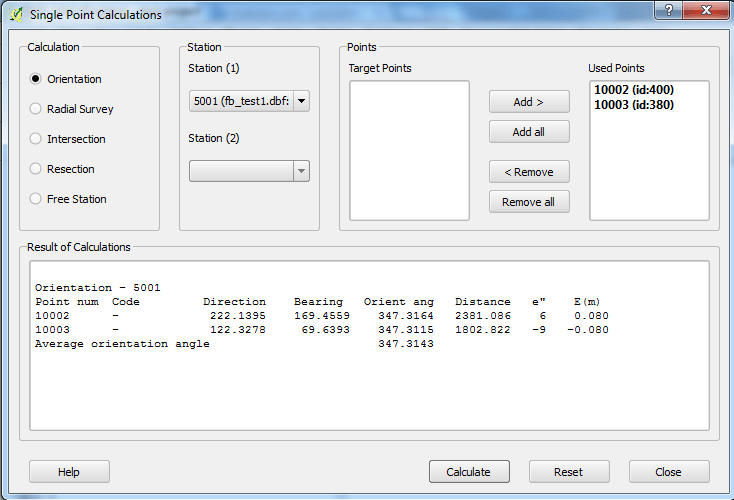 Single Point Calculations
Calculation
Orientation
Radial Survey
Intersection
Resection
Free Station
Station
Station (1)
5001 (fb_test1.dbf:
Station (2)
Points
Target Points
Add >
Add all
< Remove
Remove all
Used Points
10002 (id:400)
10003 (id:380)
Result of Calculations
Orientation - 5001
Point num Code Direction Bearing Orient ang Distance e" E(m)
10002 - 222.1395 169.4559 347.3164 2381.086 6 0.080
10003 - 122.3278 69.6393 347.3115 1802.822 -9 -0.080
Average orientation angle 347.3143
Help
Calculate
Reset
Close